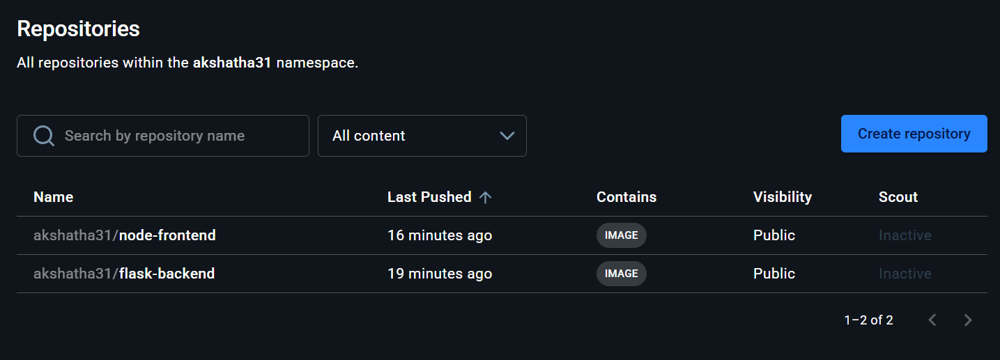 Repositories
All repositories within the akshatha31 namespace.
Search by repository name
All content
Create repository
Name Last Pushed Contains Visibility Scout
akshatha31/node-frontend 16 minutes ago IMAGE Public Inactive
akshatha31/flask-backend 19 minutes ago IMAGE Public Inactive
1–2 of 2